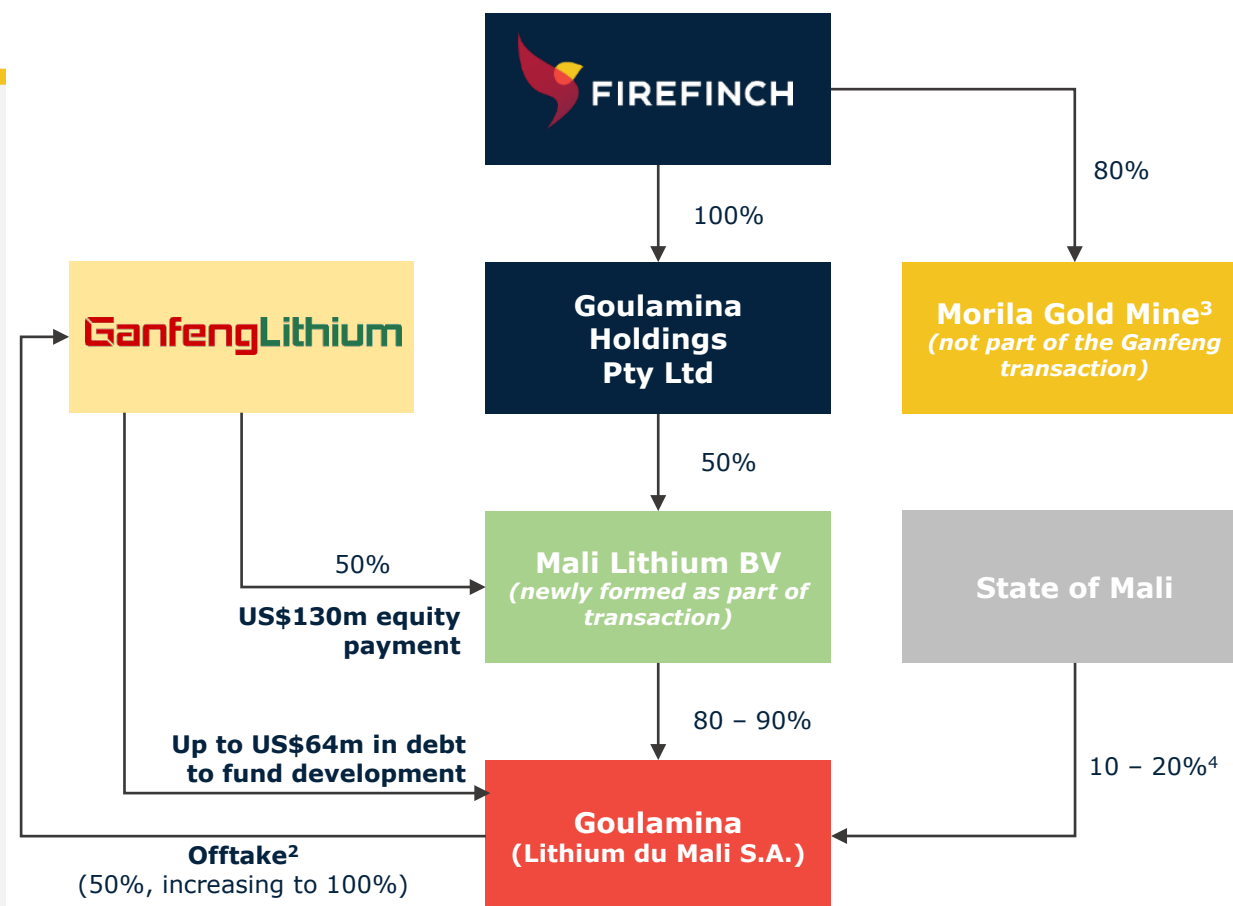 FIREFINCH
80%
100%
GanfengLithium
Goulamina
Holdings
Pty Ltd
Morila Gold Mine³
(not part of the Ganfeng
transaction)
50%
50%
US$130m equity
payment
Mali Lithium BV
(newly formed as part of
transaction)
State of Mali
80 – 90%
Up to US$64m in debt
to fund development
10 – 20%⁴
Goulamina
(Lithium du Mali S.A.)
Offtake²
(50%, increasing to 100%)